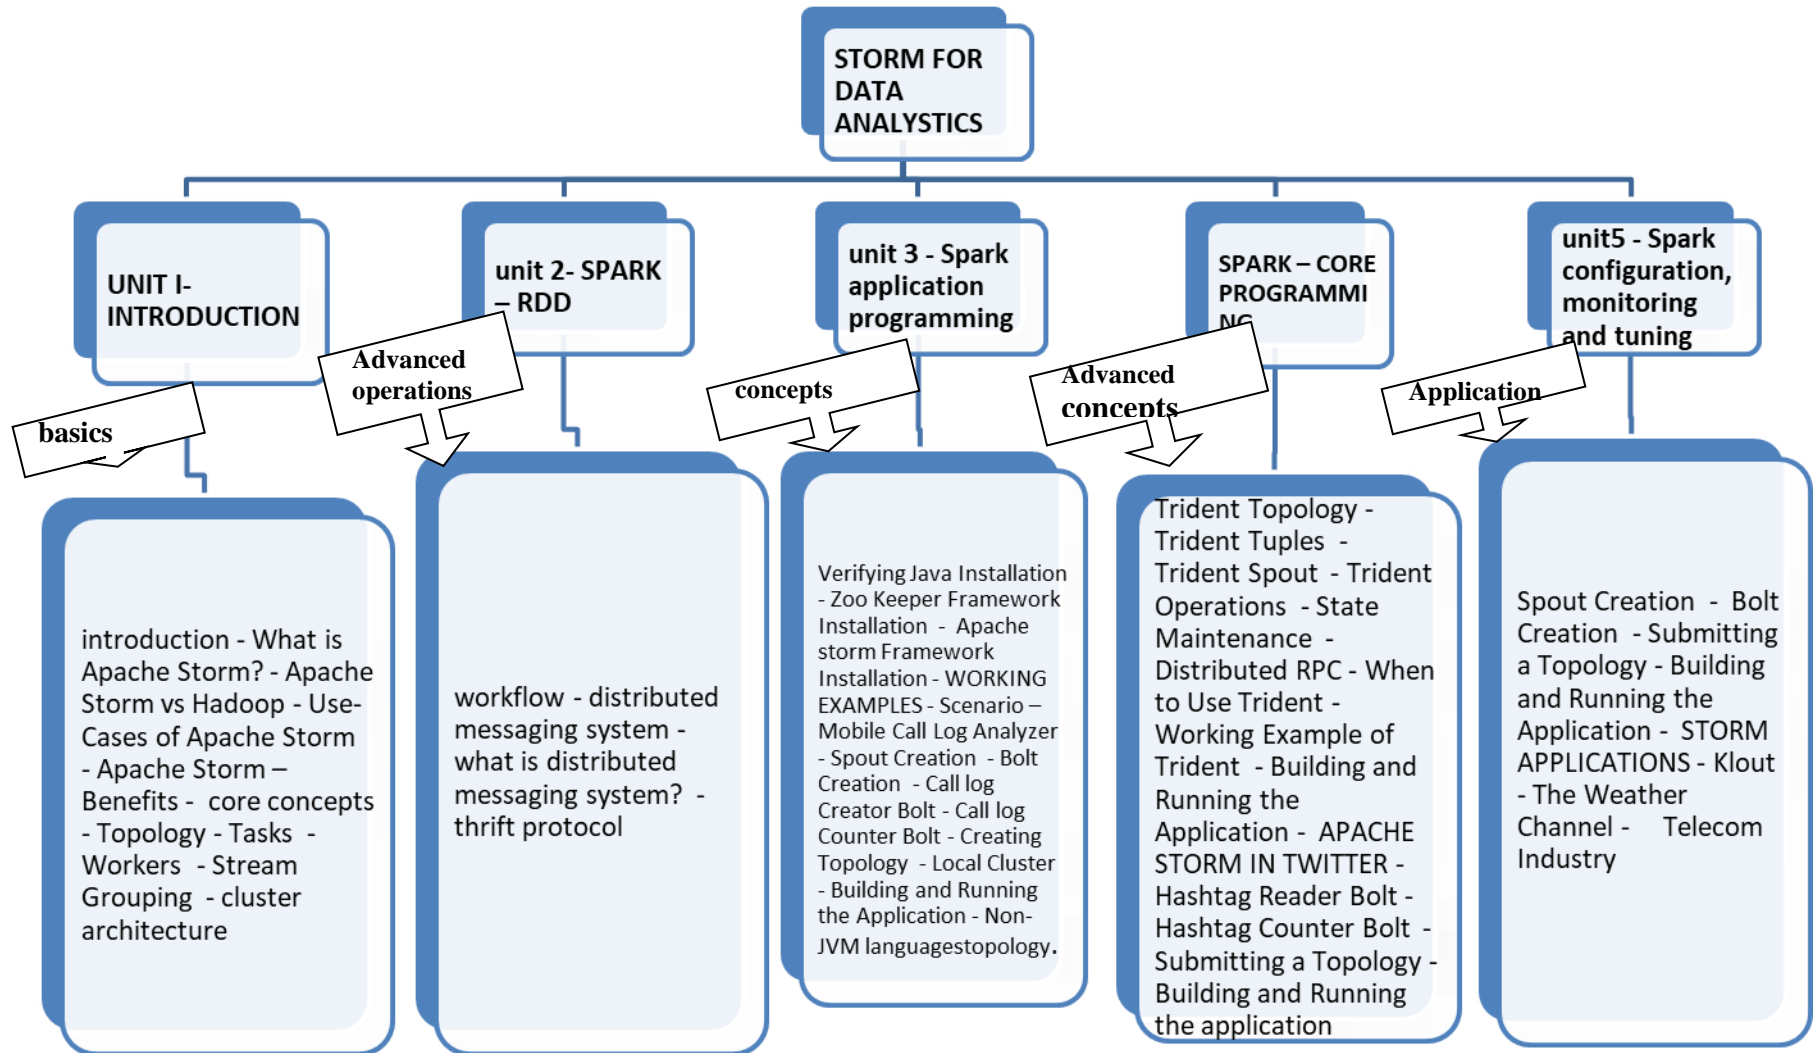 STORM FOR
DATA
ANALYSTICS
UNIT I-
INTRODUCTION
unit 2- SPARK
– RDD
unit 3 - Spark
application
programming
SPARK – CORE
PROGRAMMI
NG
unit5 - Spark
configuration,
monitoring
and tuning
basics
Advanced
operations
concepts
Advanced
concepts
Application
introduction - What is
Apache Storm? - Apache
Storm vs Hadoop - Use-
Cases of Apache Storm
- Apache Storm –
Benefits - core concepts
- Topology - Tasks -
Workers - Stream
Grouping - cluster
architecture
workflow - distributed
messaging system -
what is distributed
messaging system? -
thrift protocol
Verifying Java Installation
- Zoo Keeper Framework
Installation - Apache
storm Framework
Installation - WORKING
EXAMPLES - Scenario –
Mobile Call Log Analyzer
- Spout Creation - Bolt
Creation - Call log
Creator Bolt - Call log
Counter Bolt - Creating
Topology - Local Cluster
- Building and Running
the Application - Non-
JVM languagestopology.
Trident Topology -
Trident Tuples -
Trident Spout - Trident
Operations - State
Maintenance -
Distributed RPC - When
to Use Trident -
Working Example of
Trident - Building and
Running the
Application - APACHE
STORM IN TWITTER -
Hashtag Reader Bolt -
Hashtag Counter Bolt -
Submitting a Topology -
Building and Running
the application
Spout Creation - Bolt
Creation - Submitting
a Topology - Building
and Running the
Application - STORM
APPLICATIONS - Klout
- The Weather
Channel - Telecom
Industry